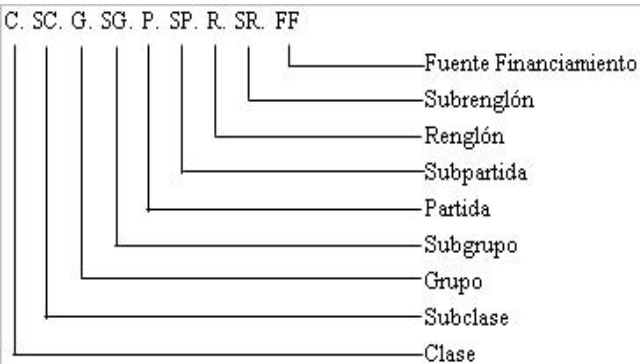 C. SC. G. SG. P. SP. R. SR. FF
Fuente Financiamiento
Subrenglón
Renglón
Subpartida
Partida
Subgrupo
Grupo
Subclase
Clase